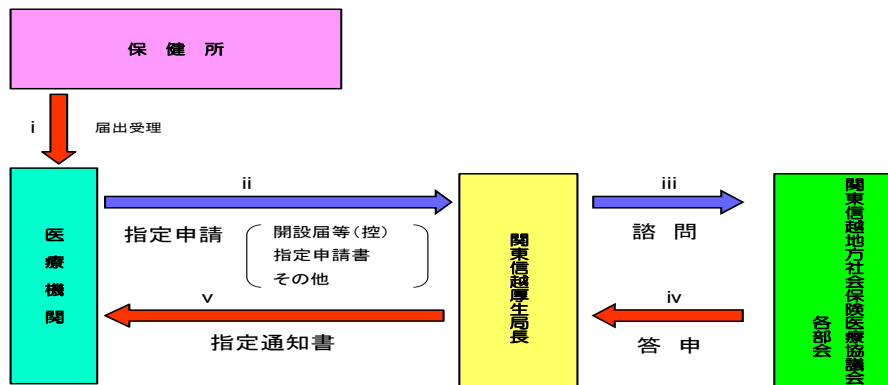 保健所
i
届出受理
医療機関
ii
指定申請
開設届等（控）
指定申請書
その他
v
指定通知書
関東信越厚生局長
iii
諮問
iv
答申
関東信越地方社会保険医療協議会
各部会